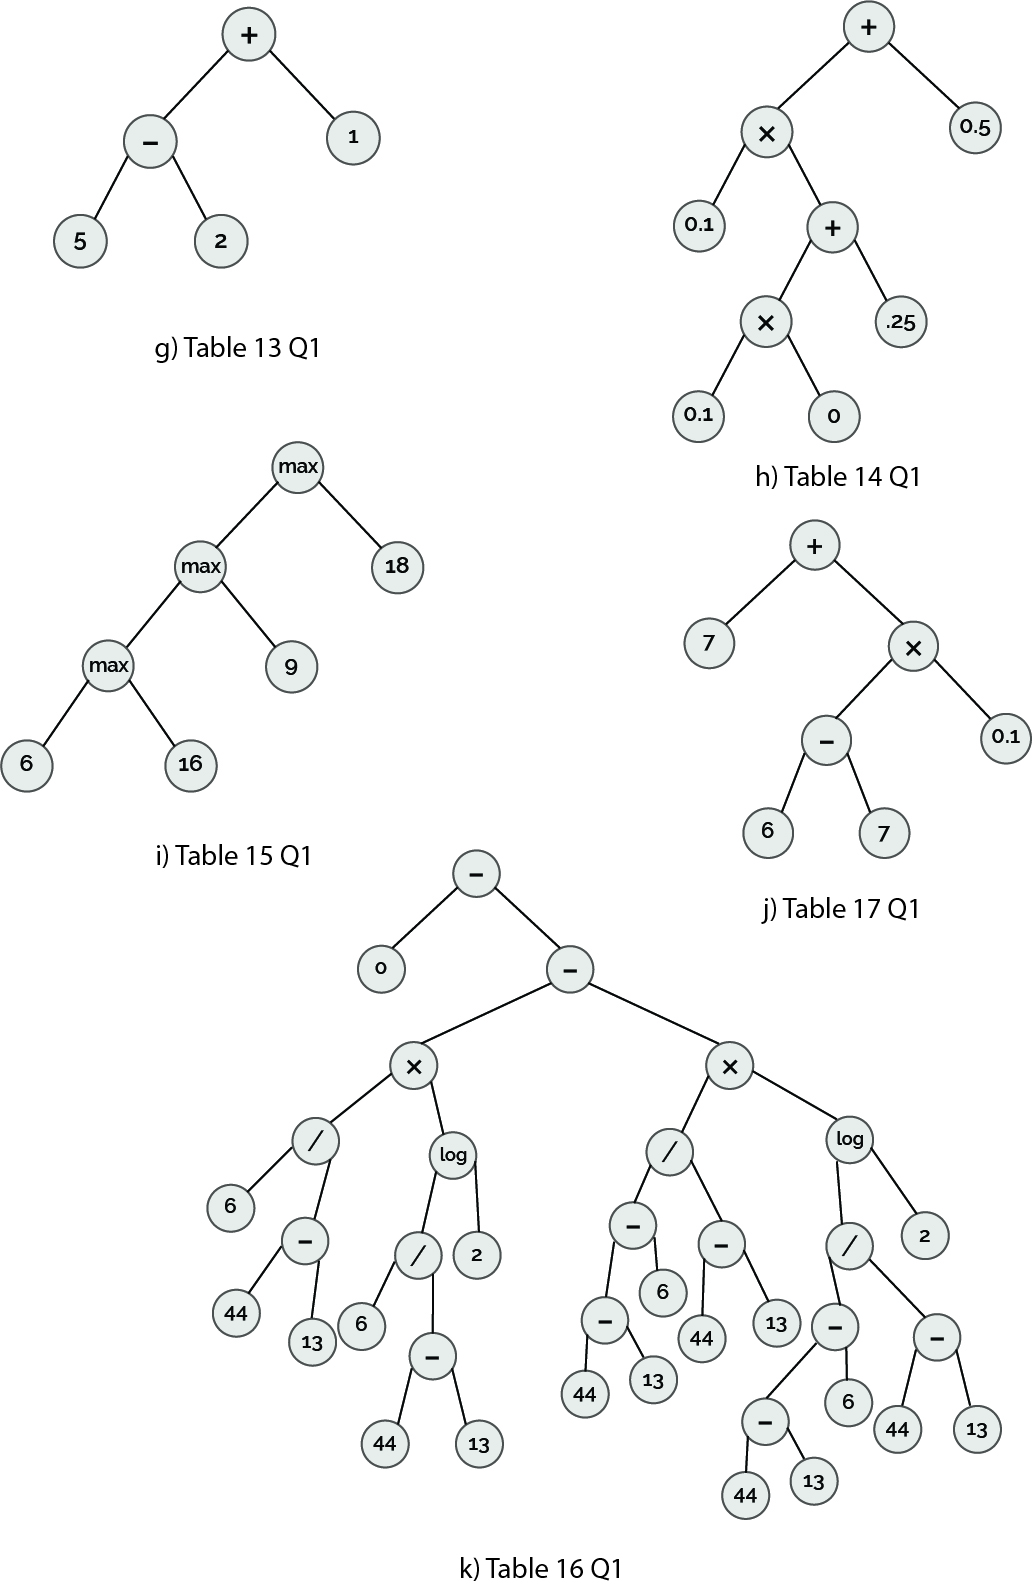 +
− 1
5 2
g) Table 13 Q1
+
× 0.5
0.1 +
× .25
0.1 0
h) Table 14 Q1
max
max 18
max 9
6 16
i) Table 15 Q1
+
7 ×
− 0.1
6 7
j) Table 17 Q1
−
0 −
× ×
/ log / log
6 − / 2 − − / 2
44 13 6 − − 6 44 13 − −
44 13 44 13 − 6 44 13
44 13
k) Table 16 Q1